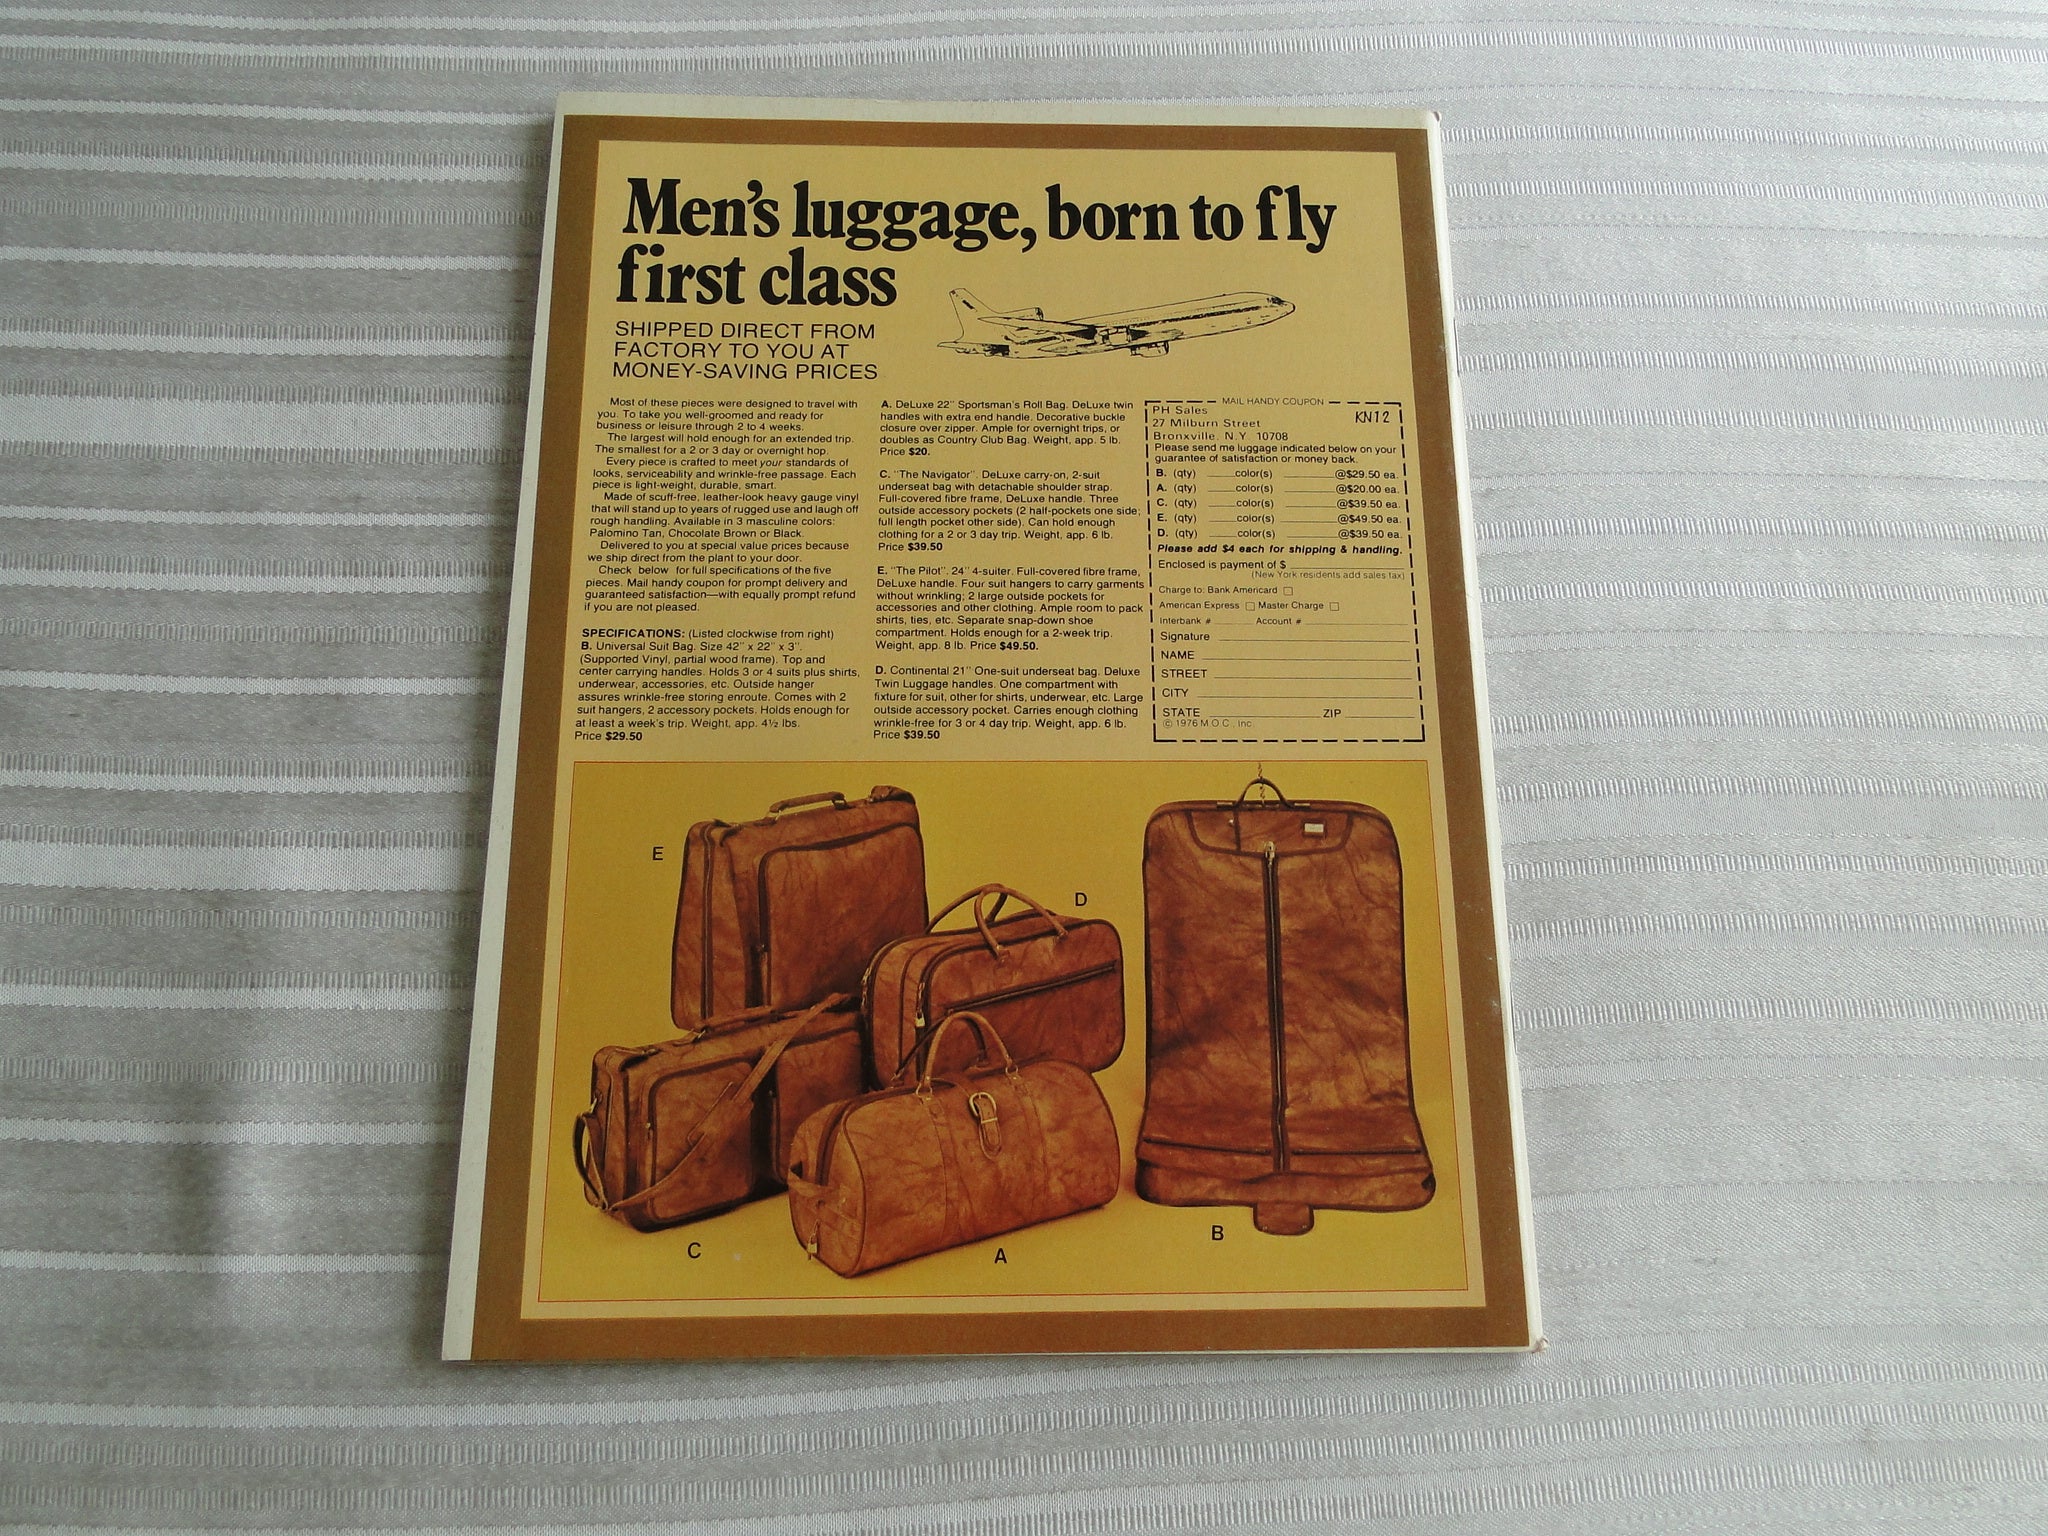 Men's luggage, born to fly
first class
SHIPPED DIRECT FROM
FACTORY TO YOU AT
MONEY-SAVING PRICES
Most of these pieces were designed to travel with
you. To take you well-groomed and ready for
business or leisure through 2 to 4 weeks.
The largest will hold enough for an extended trip.
The smallest for a 2 or 3 day or overnight hop.
Every piece is crafted to meet your standards of
looks, serviceability and wrinkle-free passage. Each
piece is light-weight, durable, smart.
Made of scuff-free, leather-look heavy gauge vinyl
that will stand up to years of rugged use and laugh off
rough handling. Available in 3 masculine colors:
Palomino Tan, Chocolate Brown or Black.
Delivered to you at special value prices because
we ship direct from the plant to your door.
Check below for full specifications of the five
pieces. Mail handy coupon for prompt delivery and
guaranteed satisfaction—with equally prompt refund
if you are not pleased.
SPECIFICATIONS: (Listed clockwise from right)
B. Universal Suit Bag. Size 42" x 22" x 3".
(Supported Vinyl, partial wood frame). Top and
center carrying handles. Holds 3 or 4 suits plus shirts,
underwear, accessories, etc. Outside hanger
assures wrinkle-free storing enroute. Comes with 2
suit hangers, 2 accessory pockets. Holds enough for
at least a week's trip. Weight, app. 4½ lbs.
Price $29.50
A. DeLuxe 22" Sportsman's Roll Bag. DeLuxe twin
handles with extra end handle. Decorative buckle
closure over zipper. Ample for overnight trips, or
doubles as Country Club Bag. Weight, app. 5 lb.
Price $20.
C. "The Navigator". DeLuxe carry-on, 2-suit
underseat bag with detachable shoulder strap.
Full-covered fibre frame, DeLuxe handle. Three
outside accessory pockets (2 half-pockets one side;
full length pocket other side). Can hold enough
clothing for a 2 or 3 day trip. Weight, app. 6 lb.
Price $39.50
E. "The Pilot". 24" 4-suiter. Full-covered fibre frame,
DeLuxe handle. Four suit hangers to carry garments
without wrinkling; 2 large outside pockets for
accessories and other clothing. Ample room to pack
shirts, ties, etc. Separate snap-down shoe
compartment. Holds enough for a 2-week trip.
Weight, app. 8 lb. Price $49.50.
D. Continental 21" One-suit underseat bag. Deluxe
Twin Luggage handles. One compartment with
fixture for suit, other for shirts, underwear, etc. Large
outside accessory pocket. Carries enough clothing
wrinkle-free for 3 or 4 day trip. Weight, app. 6 lb.
Price $39.50
MAIL HANDY COUPON
PH Sales KN12
27 Milburn Street
Bronxville, N.Y. 10708
Please send me luggage indicated below on your
guarantee of satisfaction or money back.
B. (qty) ____color(s) ________@$29.50 ea.
A. (qty) ____color(s) ________@$20.00 ea.
C. (qty) ____color(s) ________@$39.50 ea.
E. (qty) ____color(s) ________@$49.50 ea.
D. (qty) ____color(s) ________@$39.50 ea.
Please add $4 each for shipping & handling.
Enclosed is payment of $ ________
(New York residents add sales tax)
Charge to: Bank Americard □
American Express □ Master Charge □
Interbank # ______ Account # ________
Signature ________
NAME ________
STREET ________
CITY ________
STATE ________ ZIP ________
© 1976 M.O.C., Inc.
E
D
C
A
B